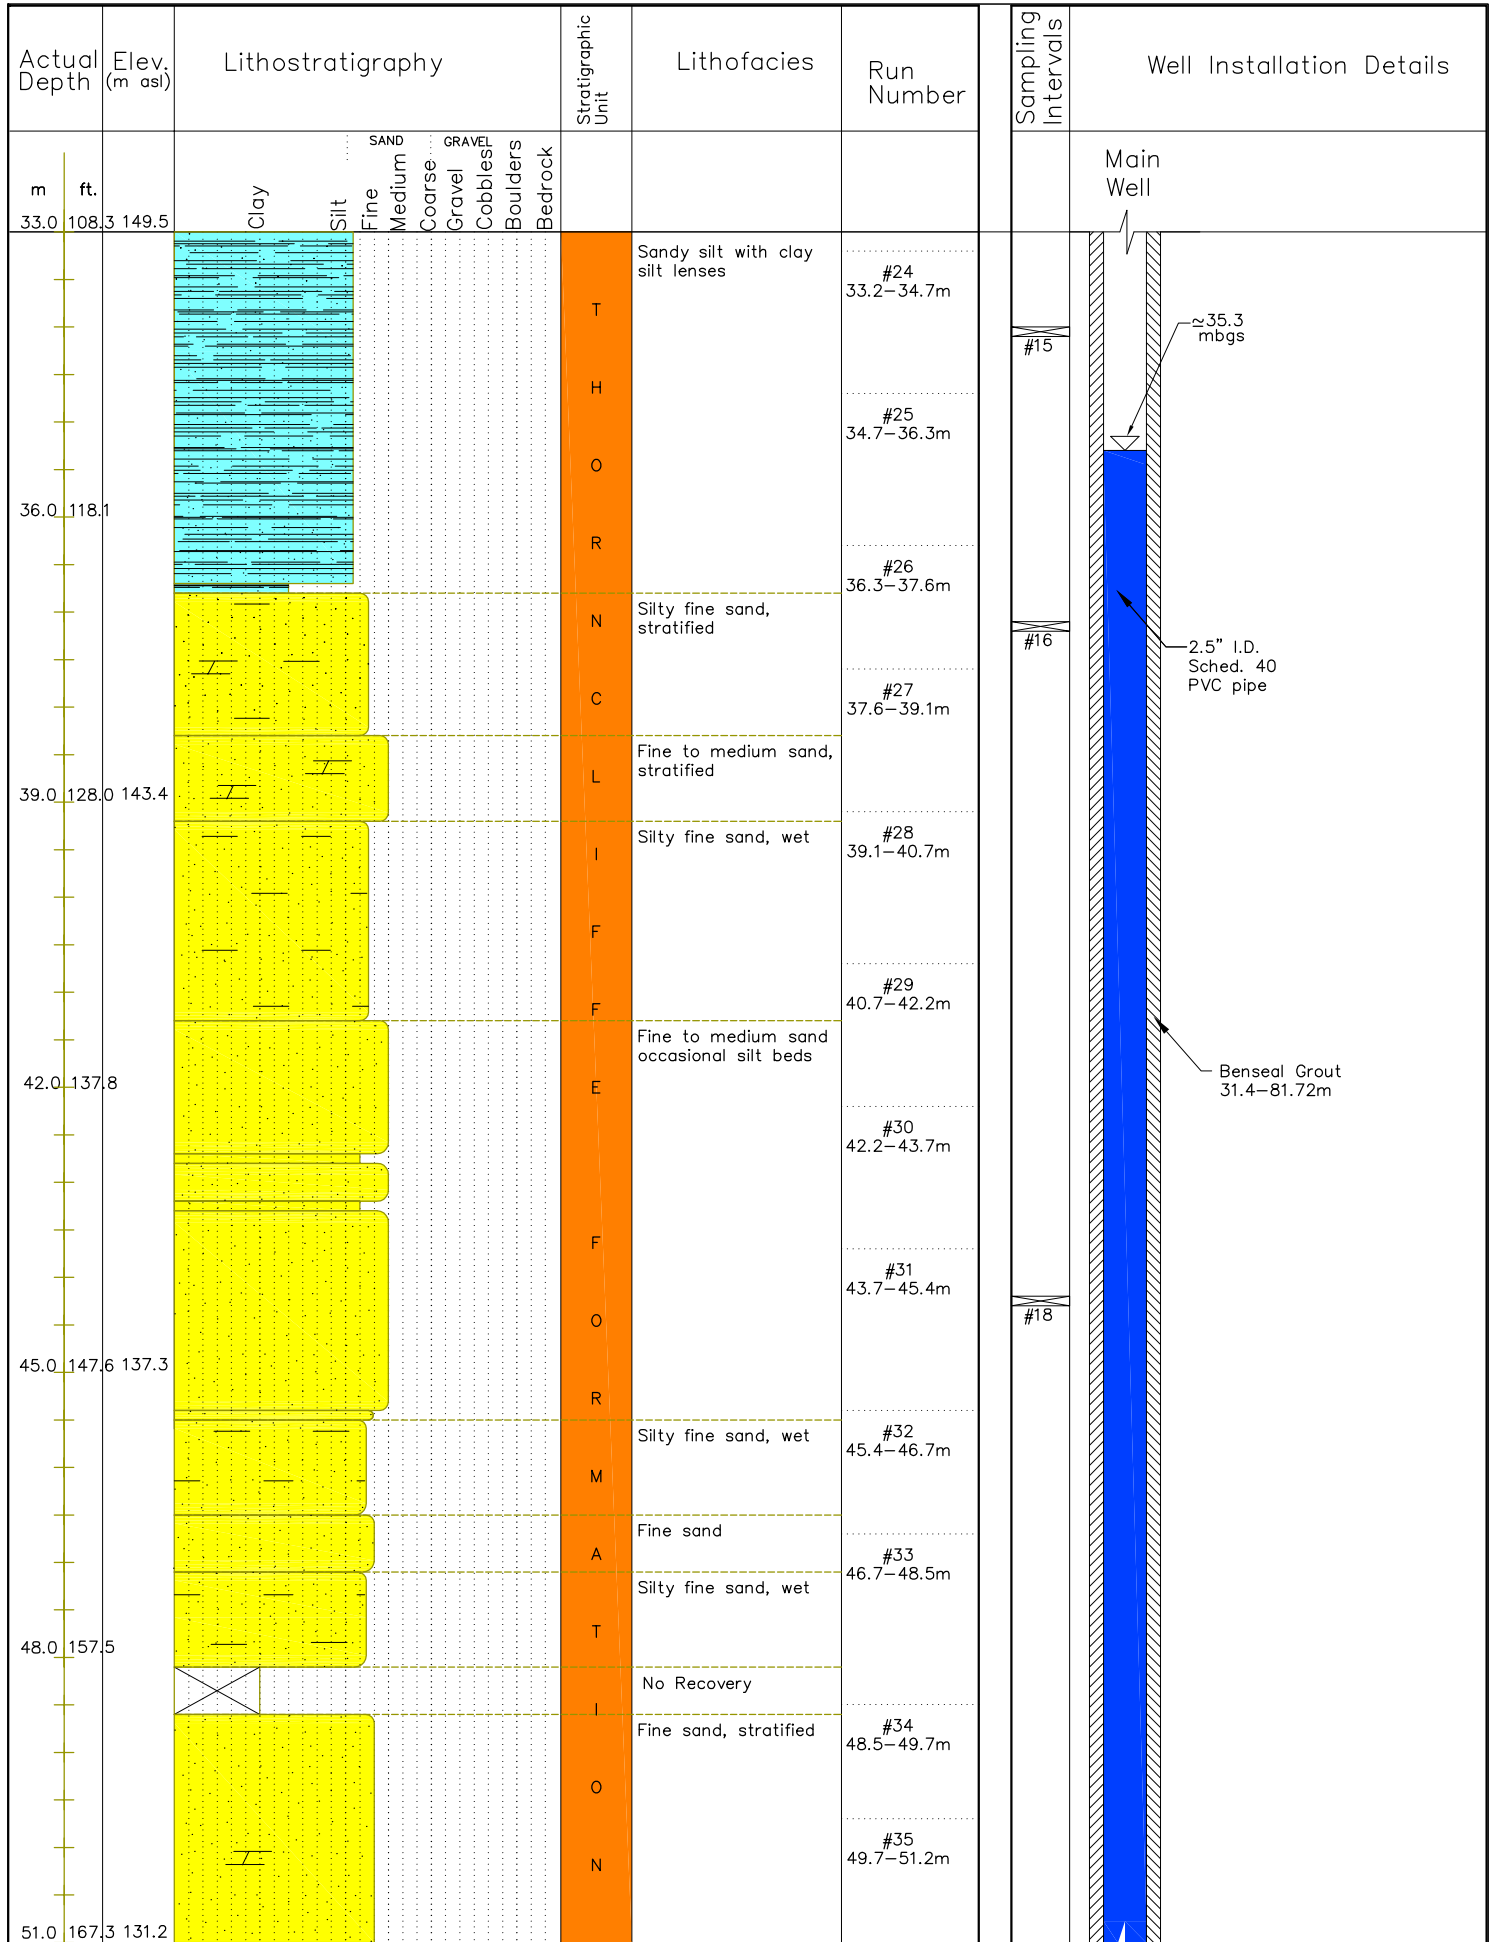 Actual
Depth
Elev.
(m asl)
Lithostratigraphy
Stratigraphic
Unit
Lithofacies
Run
Number
Sampling
Intervals
Well Installation Details
m ft.
Clay
Silt
SAND
Fine
Medium
Coarse
GRAVEL
Gravel
Cobbles
Boulders
Bedrock
Main
Well
33.0 108.3 149.5
36.0 118.1
39.0 128.0 143.4
42.0 137.8
45.0 147.6 137.3
48.0 157.5
51.0 167.3 131.2
THORNCLIFFE FORMATION
Sandy silt with clay
silt lenses
Silty fine sand,
stratified
Fine to medium sand,
stratified
Silty fine sand, wet
Fine to medium sand
occasional silt beds
Silty fine sand, wet
Fine sand
Silty fine sand, wet
No Recovery
Fine sand, stratified
#24
33.2–34.7m
#25
34.7–36.3m
#26
36.3–37.6m
#27
37.6–39.1m
#28
39.1–40.7m
#29
40.7–42.2m
#30
42.2–43.7m
#31
43.7–45.4m
#32
45.4–46.7m
#33
46.7–48.5m
#34
48.5–49.7m
#35
49.7–51.2m
#15
#16
#18
≃35.3
mbgs
2.5" I.D.
Sched. 40
PVC pipe
Benseal Grout
31.4–81.72m